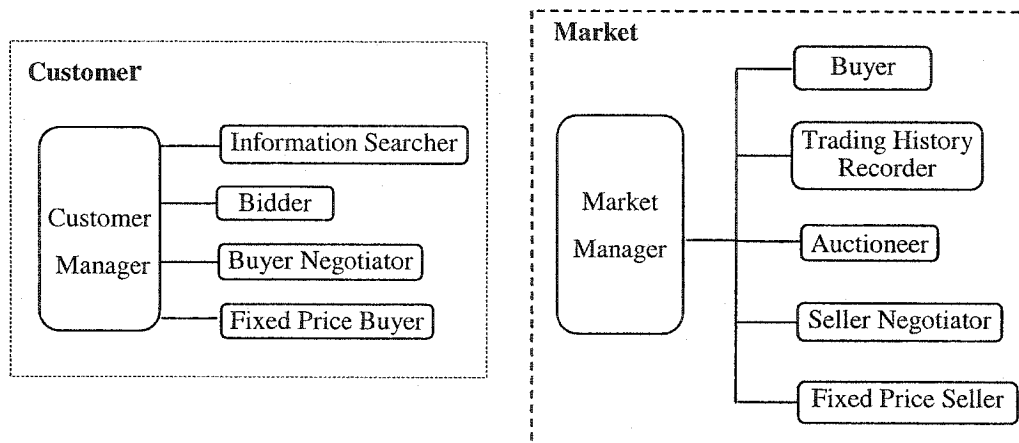 Customer
Customer
Manager
Information Searcher
Bidder
Buyer Negotiator
Fixed Price Buyer
Market
Market
Manager
Buyer
Trading History
Recorder
Auctioneer
Seller Negotiator
Fixed Price Seller